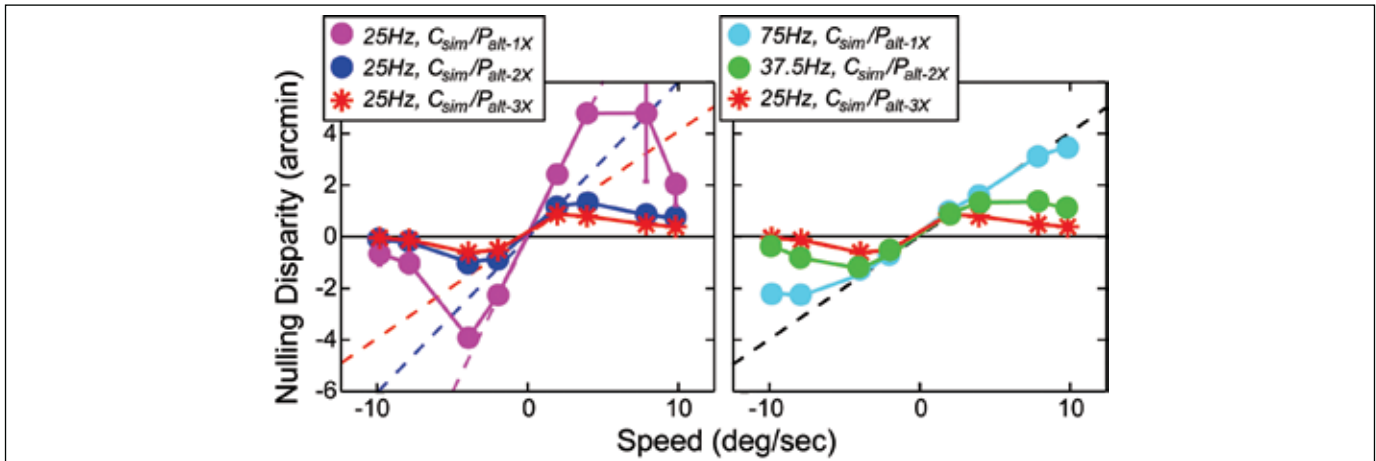 25Hz, Csim/Palt-1X
25Hz, Csim/Palt-2X
25Hz, Csim/Palt-3X
75Hz, Csim/Palt-1X
37.5Hz, Csim/Palt-2X
25Hz, Csim/Palt-3X
Nulling Disparity (arcmin)
4
2
0
-2
-4
-6
-10 0 10
-10 0 10
Speed (deg/sec)